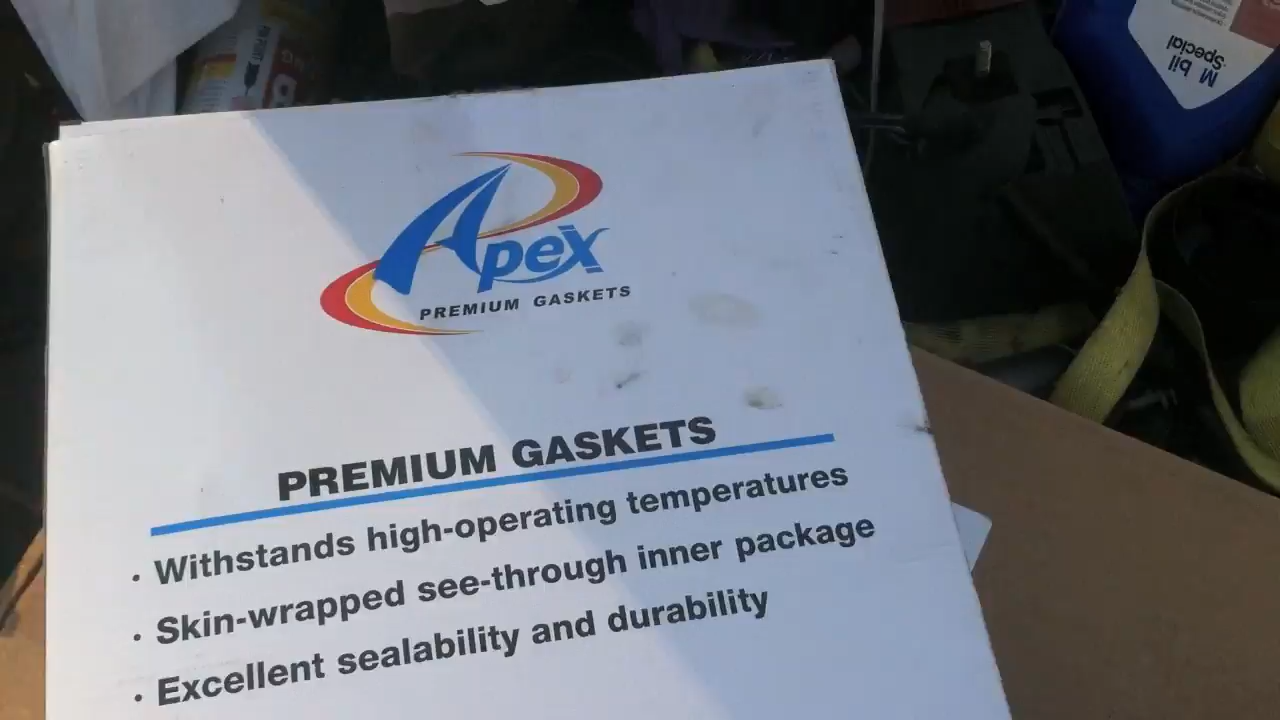 Apex
PREMIUM GASKETS
PREMIUM GASKETS
· Withstands high-operating temperatures
· Skin-wrapped see-through inner package
· Excellent sealability and durability
M bil
Special